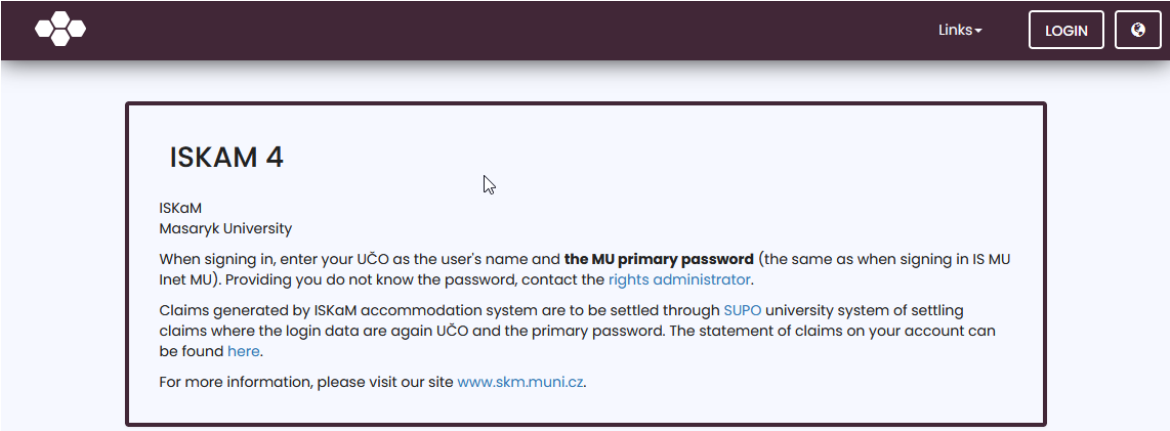 Links
LOGIN
ISKAM 4
ISKaM
Masaryk University
When signing in, enter your UČO as the user's name and the MU primary password (the same as when signing in IS MU
Inet MU). Providing you do not know the password, contact the rights administrator.
Claims generated by ISKaM accommodation system are to be settled through SUPO university system of settling
claims where the login data are again UČO and the primary password. The statement of claims on your account can
be found here.
For more information, please visit our site www.skm.muni.cz.